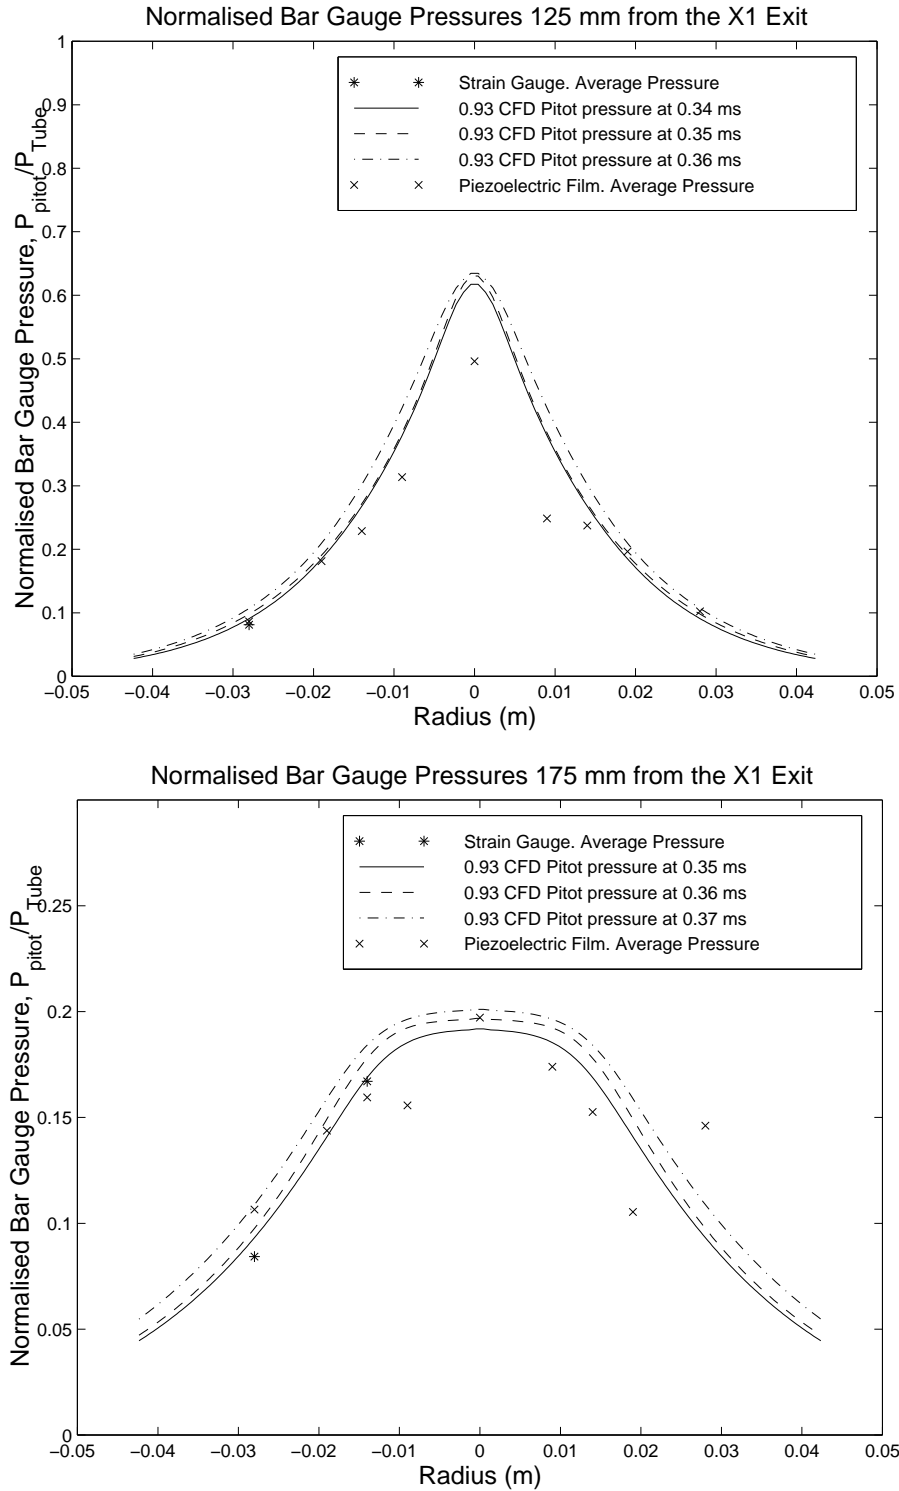 Normalised Bar Gauge Pressures 125 mm from the X1 Exit
1
0.9
0.8
0.7
0.6
0.5
0.4
0.3
0.2
0.1
0
Normalised Bar Gauge Pressure, P_pitot/P_Tube
Strain Gauge. Average Pressure
0.93 CFD Pitot pressure at 0.34 ms
0.93 CFD Pitot pressure at 0.35 ms
0.93 CFD Pitot pressure at 0.36 ms
Piezoelectric Film. Average Pressure
−0.05 −0.04 −0.03 −0.02 −0.01 0 0.01 0.02 0.03 0.04 0.05
Radius (m)
Normalised Bar Gauge Pressures 175 mm from the X1 Exit
0.25
0.2
0.15
0.1
0.05
0
Normalised Bar Gauge Pressure, P_pitot/P_Tube
Strain Gauge. Average Pressure
0.93 CFD Pitot pressure at 0.35 ms
0.93 CFD Pitot pressure at 0.36 ms
0.93 CFD Pitot pressure at 0.37 ms
Piezoelectric Film. Average Pressure
−0.05 −0.04 −0.03 −0.02 −0.01 0 0.01 0.02 0.03 0.04 0.05
Radius (m)